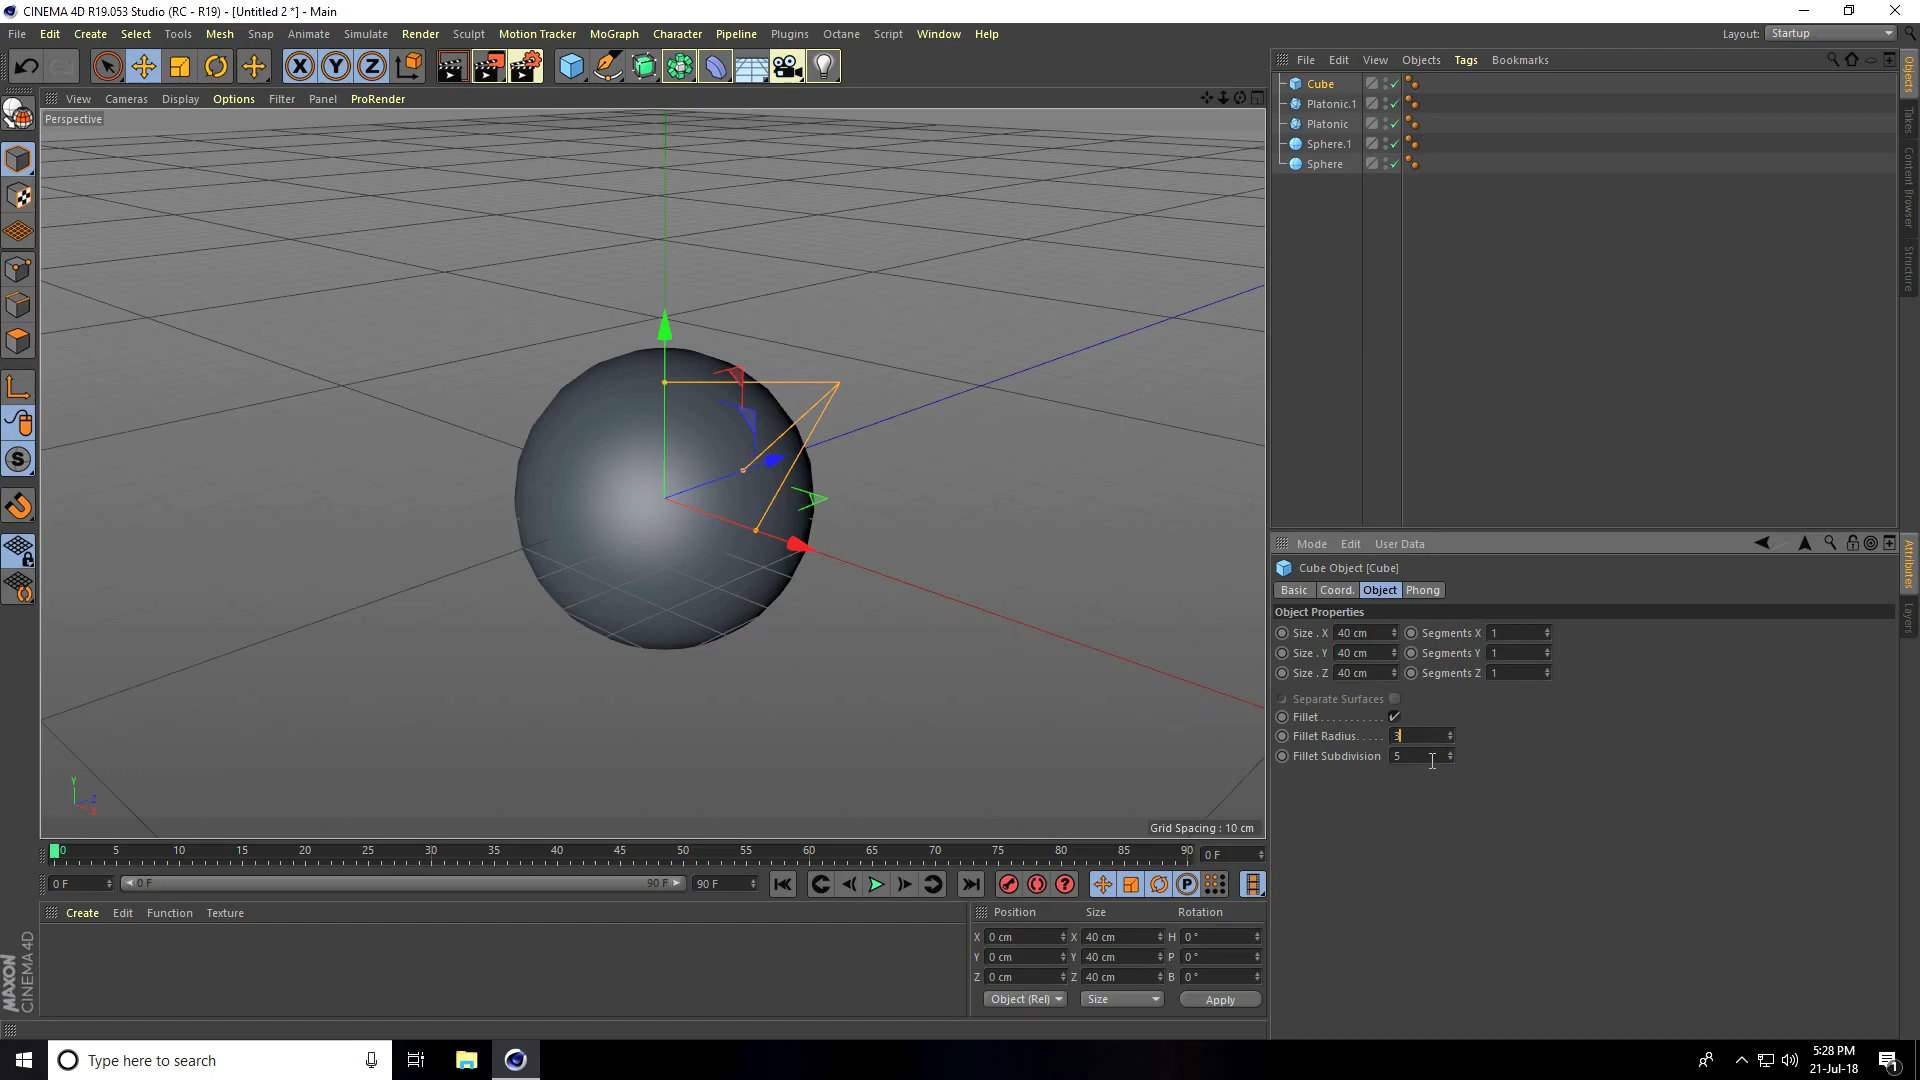 CINEMA 4D R19.053 Studio (RC - R19) - [Untitled 2 *] - Main
File Edit Create Select Tools Mesh Snap Animate Simulate Render Sculpt Motion Tracker MoGraph Character Pipeline Plugins Octane Script Window Help
Layout: Startup
View Cameras Display Options Filter Panel ProRender
File Edit View Objects Tags Bookmarks
Perspective
Cube
Platonic.1
Platonic
Sphere.1
Sphere
Objects
Takes
Content Browser
Structure
Mode Edit User Data
Cube Object [Cube]
Basic Coord. Object Phong
Object Properties
Size . X 40 cm Segments X 1
Size . Y 40 cm Segments Y 1
Size . Z 40 cm Segments Z 1
Separate Surfaces
Fillet
Fillet Radius 3
Fillet Subdivision 5
Attributes
Layers
Y
Z
X
Grid Spacing : 10 cm
0 5 10 15 20 25 30 35 40 45 50 55 60 65 70 75 80 85 90 0 F
0 F 0 F 90 F 90 F
Create Edit Function Texture
Position Size Rotation
X 0 cm X 40 cm H 0 °
Y 0 cm Y 40 cm P 0 °
Z 0 cm Z 40 cm B 0 °
Object (Rel) Size Apply
MAXON
CINEMA 4D
Type here to search
5:28 PM
21-Jul-18
1